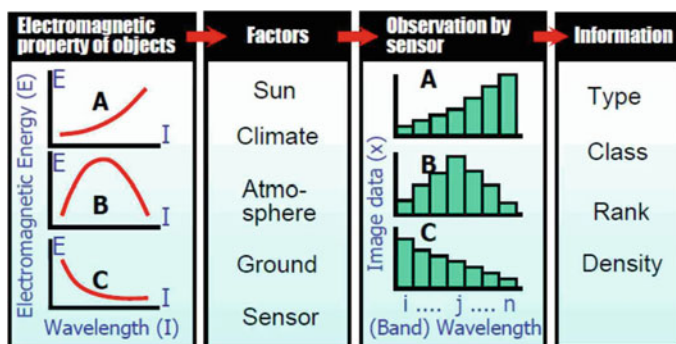 Electromagnetic
property of objects
Electromagnetic Energy (E)
E
A
I
E
B
I
E
C
I
Wavelength (I)
Factors
Sun
Climate
Atmo-
sphere
Ground
Sensor
Observation by
sensor
Image data (x)
A
B
C
i .... j .... n
(Band) Wavelength
Information
Type
Class
Rank
Density